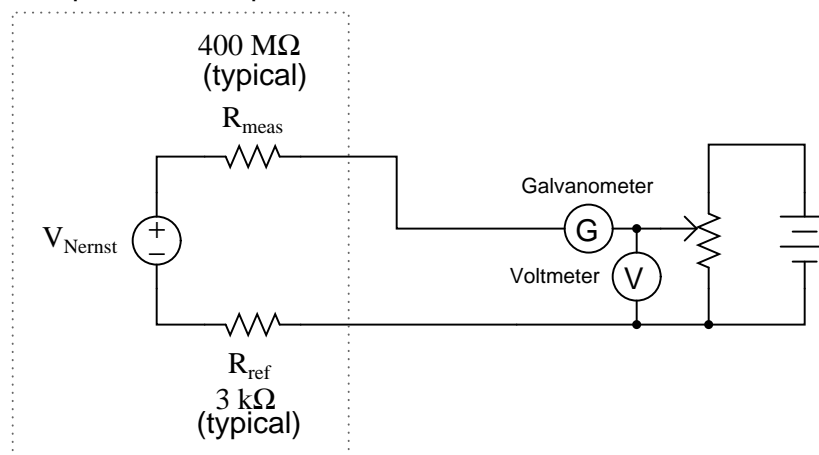 400 MΩ
(typical)
R_meas
Galvanometer
G
V_Nernst
+
−
Voltmeter
V
R_ref
3 kΩ
(typical)